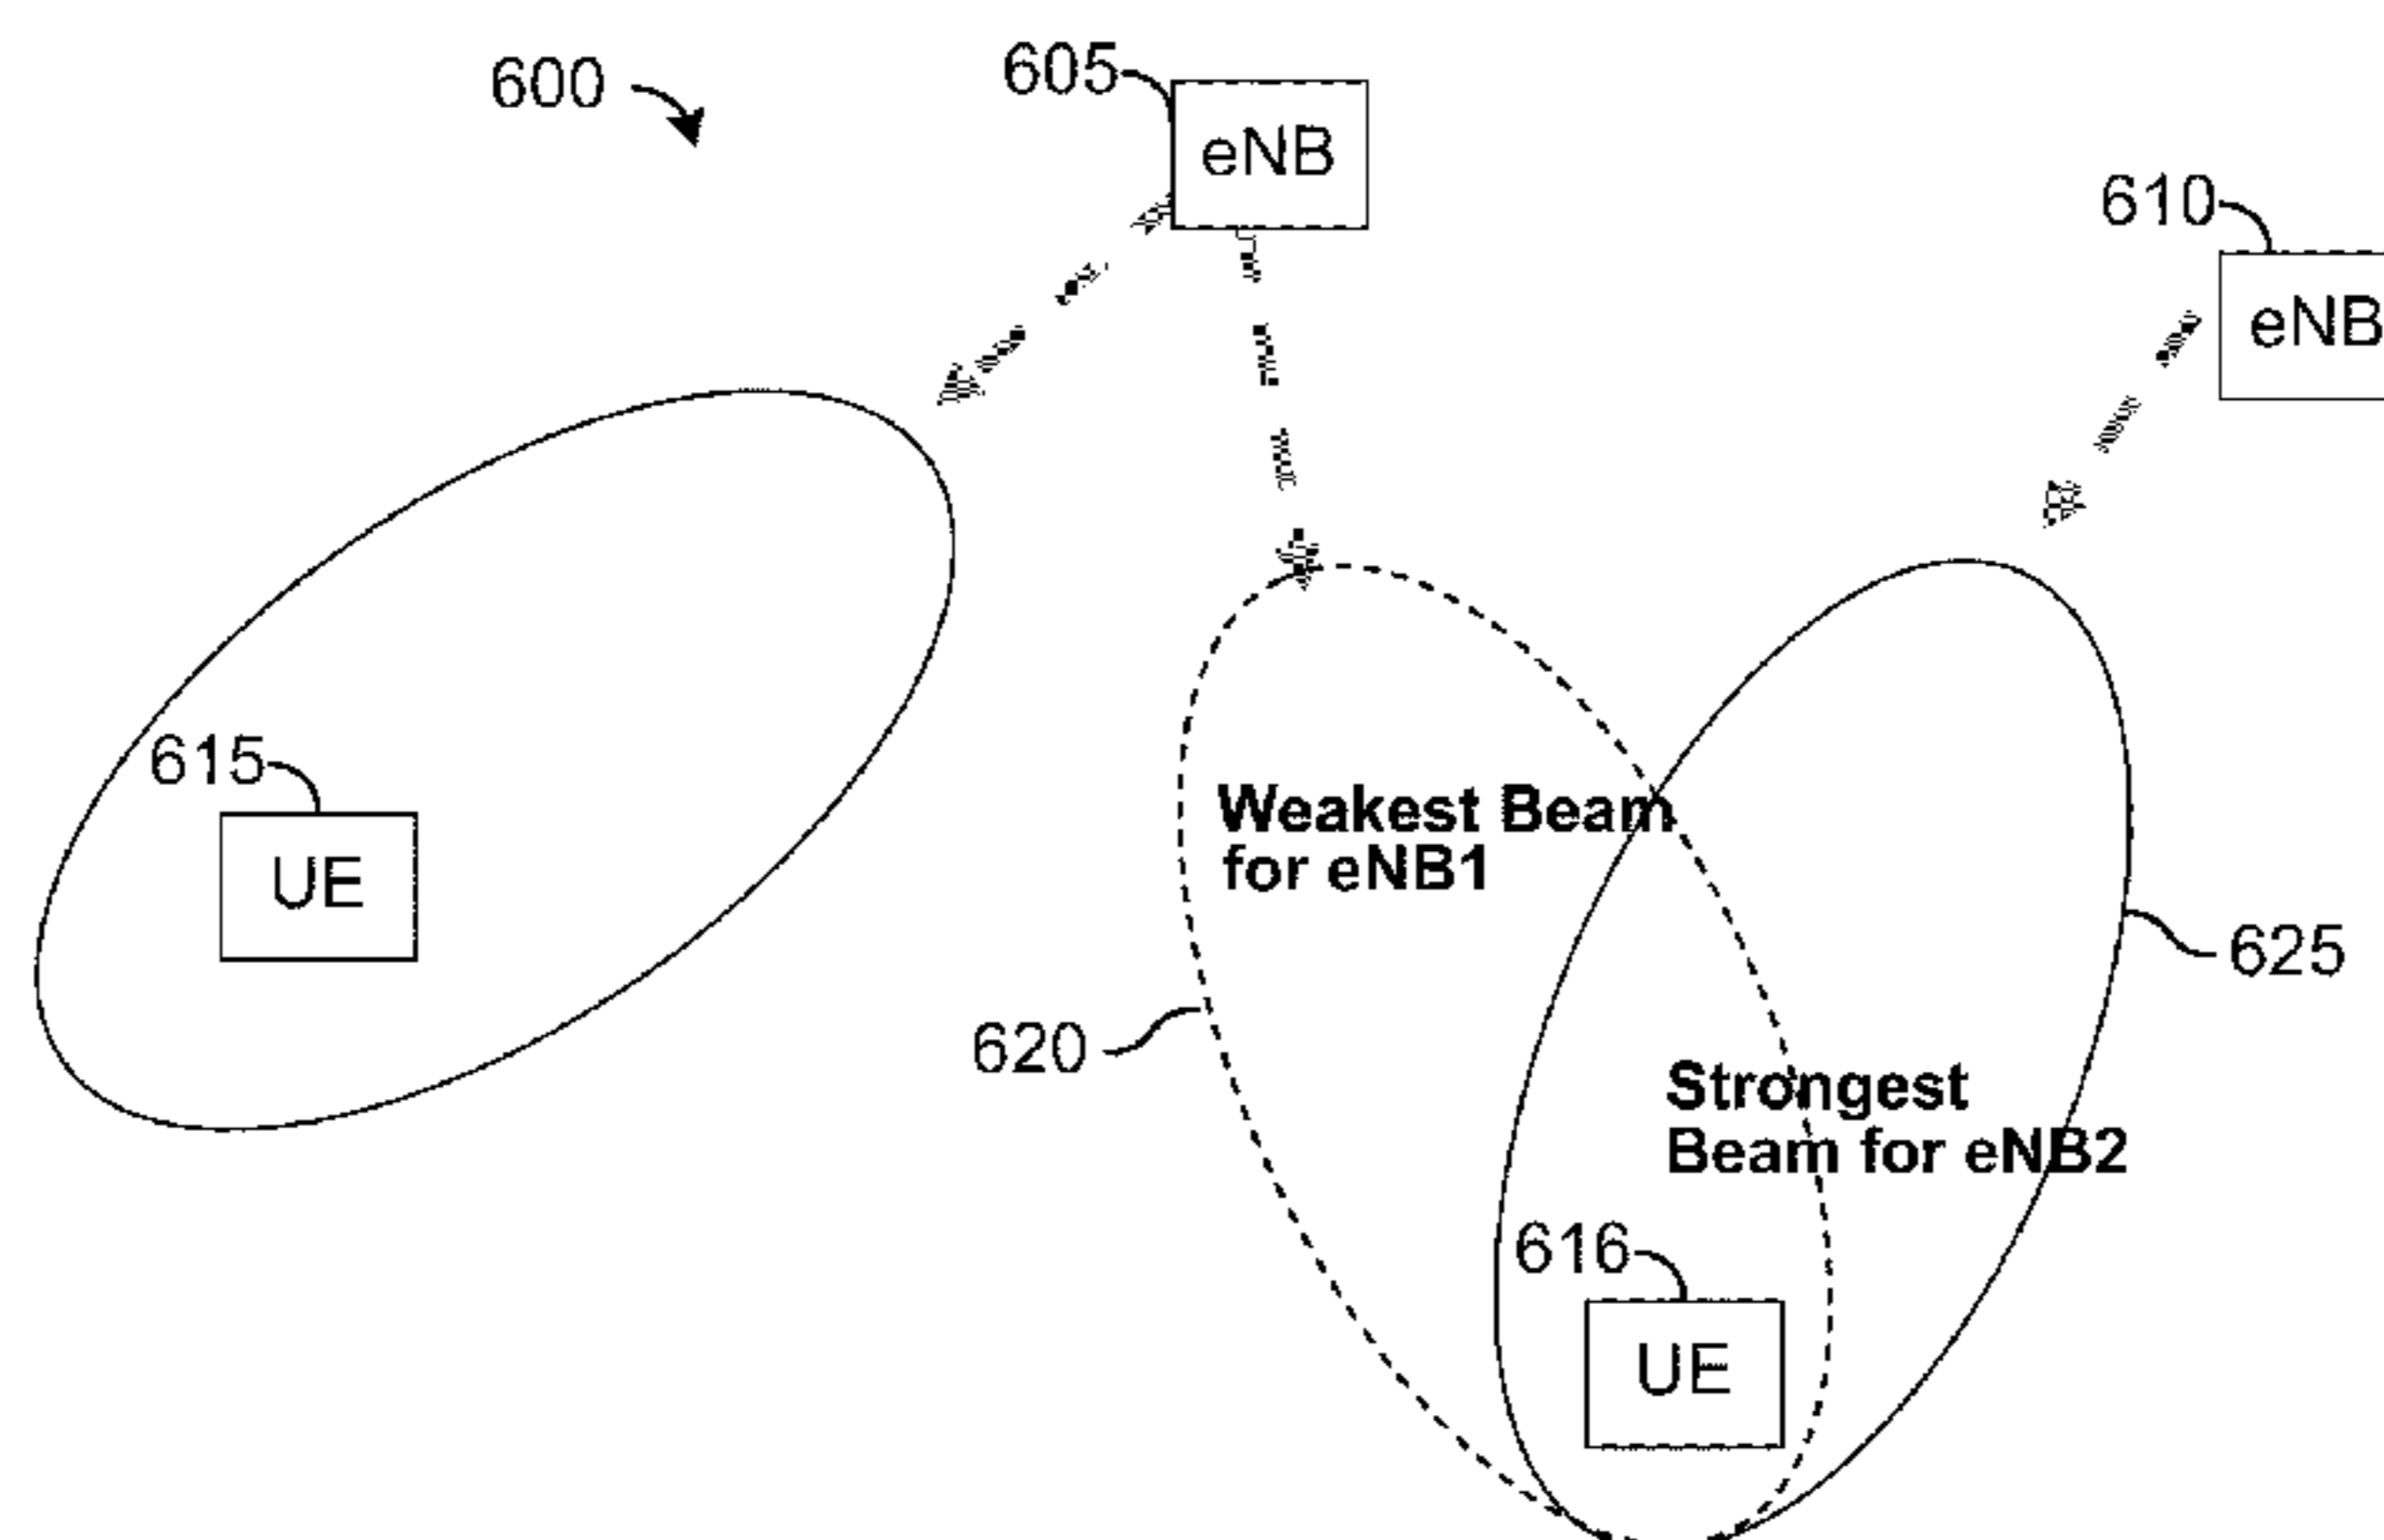 600
605
eNB
610
eNB
615
UE
Weakest Beam
for eNB1
620
625
Strongest
Beam for eNB2
616
UE